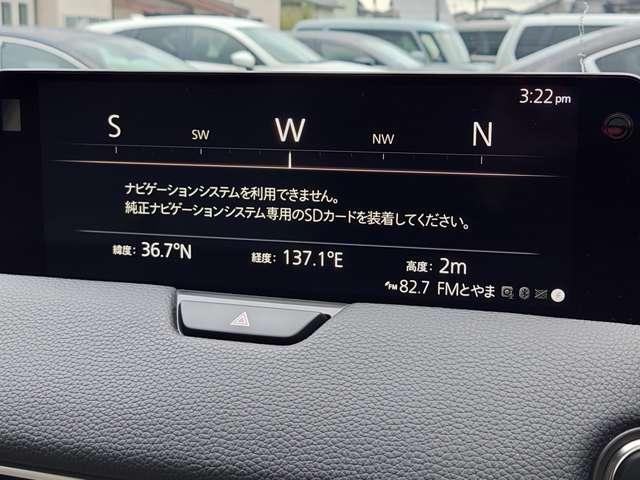 3:22pm
S SW W NW N
ナビゲーションシステムを利用できません。
純正ナビゲーションシステム専用のSDカードを装着してください。
緯度: 36.7°N 経度: 137.1°E 高度: 2m
FM 82.7 FMとやま